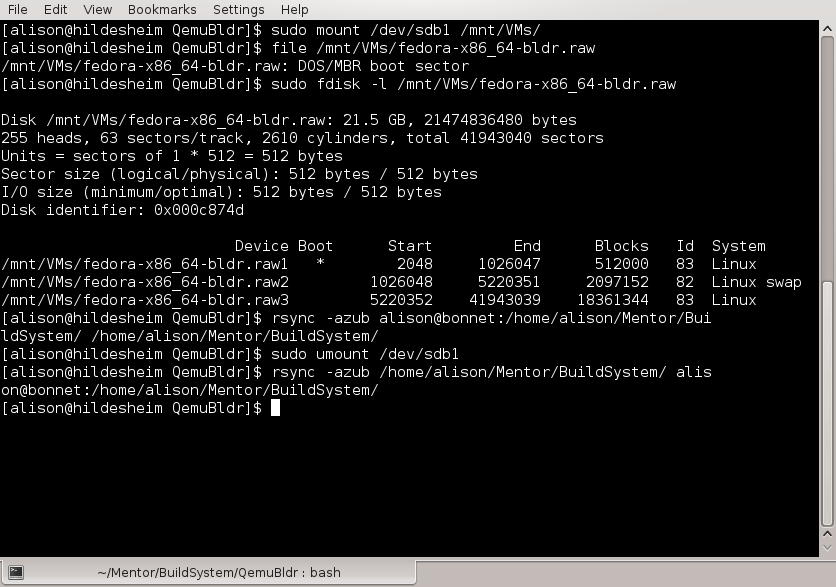 File Edit View Bookmarks Settings Help
[alison@hildesheim QemuBldr]$ sudo mount /dev/sdb1 /mnt/VMs/
[alison@hildesheim QemuBldr]$ file /mnt/VMs/fedora-x86_64-bldr.raw
/mnt/VMs/fedora-x86_64-bldr.raw: DOS/MBR boot sector
[alison@hildesheim QemuBldr]$ sudo fdisk -l /mnt/VMs/fedora-x86_64-bldr.raw
Disk /mnt/VMs/fedora-x86_64-bldr.raw: 21.5 GB, 21474836480 bytes
255 heads, 63 sectors/track, 2610 cylinders, total 41943040 sectors
Units = sectors of 1 * 512 = 512 bytes
Sector size (logical/physical): 512 bytes / 512 bytes
I/O size (minimum/optimal): 512 bytes / 512 bytes
Disk identifier: 0x000c874d
Device Boot Start End Blocks Id System
/mnt/VMs/fedora-x86_64-bldr.raw1 * 2048 1026047 512000 83 Linux
/mnt/VMs/fedora-x86_64-bldr.raw2 1026048 5220351 2097152 82 Linux swap
/mnt/VMs/fedora-x86_64-bldr.raw3 5220352 41943039 18361344 83 Linux
[alison@hildesheim QemuBldr]$ rsync -azub alison@bonnet:/home/alison/Mentor/Bui
ldSystem/ /home/alison/Mentor/BuildSystem/
[alison@hildesheim QemuBldr]$ sudo umount /dev/sdb1
[alison@hildesheim QemuBldr]$ rsync -azub /home/alison/Mentor/BuildSystem/ alis
on@bonnet:/home/alison/Mentor/BuildSystem/
[alison@hildesheim QemuBldr]$
~/Mentor/BuildSystem/QemuBldr : bash